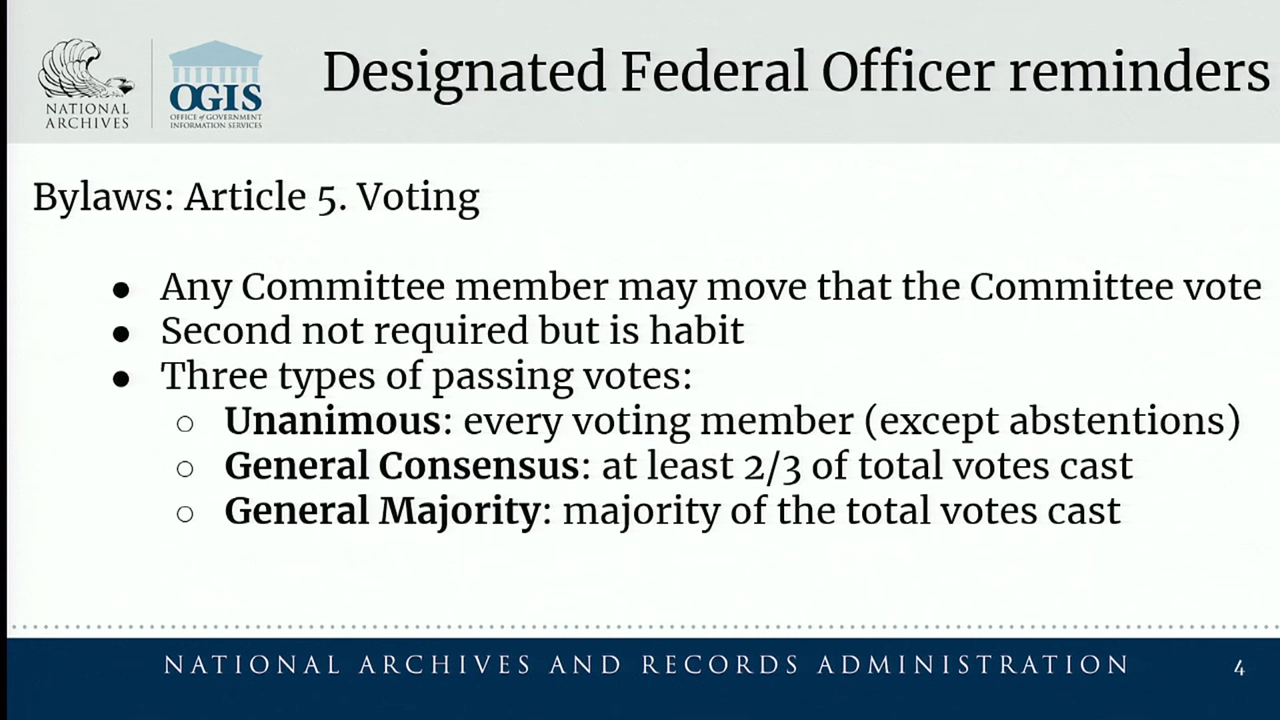 NATIONAL
ARCHIVES
OGIS
OFFICE of GOVERNMENT
INFORMATION SERVICES
Designated Federal Officer reminders
Bylaws: Article 5. Voting
● Any Committee member may move that the Committee vote
● Second not required but is habit
● Three types of passing votes:
○ Unanimous: every voting member (except abstentions)
○ General Consensus: at least 2/3 of total votes cast
○ General Majority: majority of the total votes cast
NATIONAL ARCHIVES AND RECORDS ADMINISTRATION
4